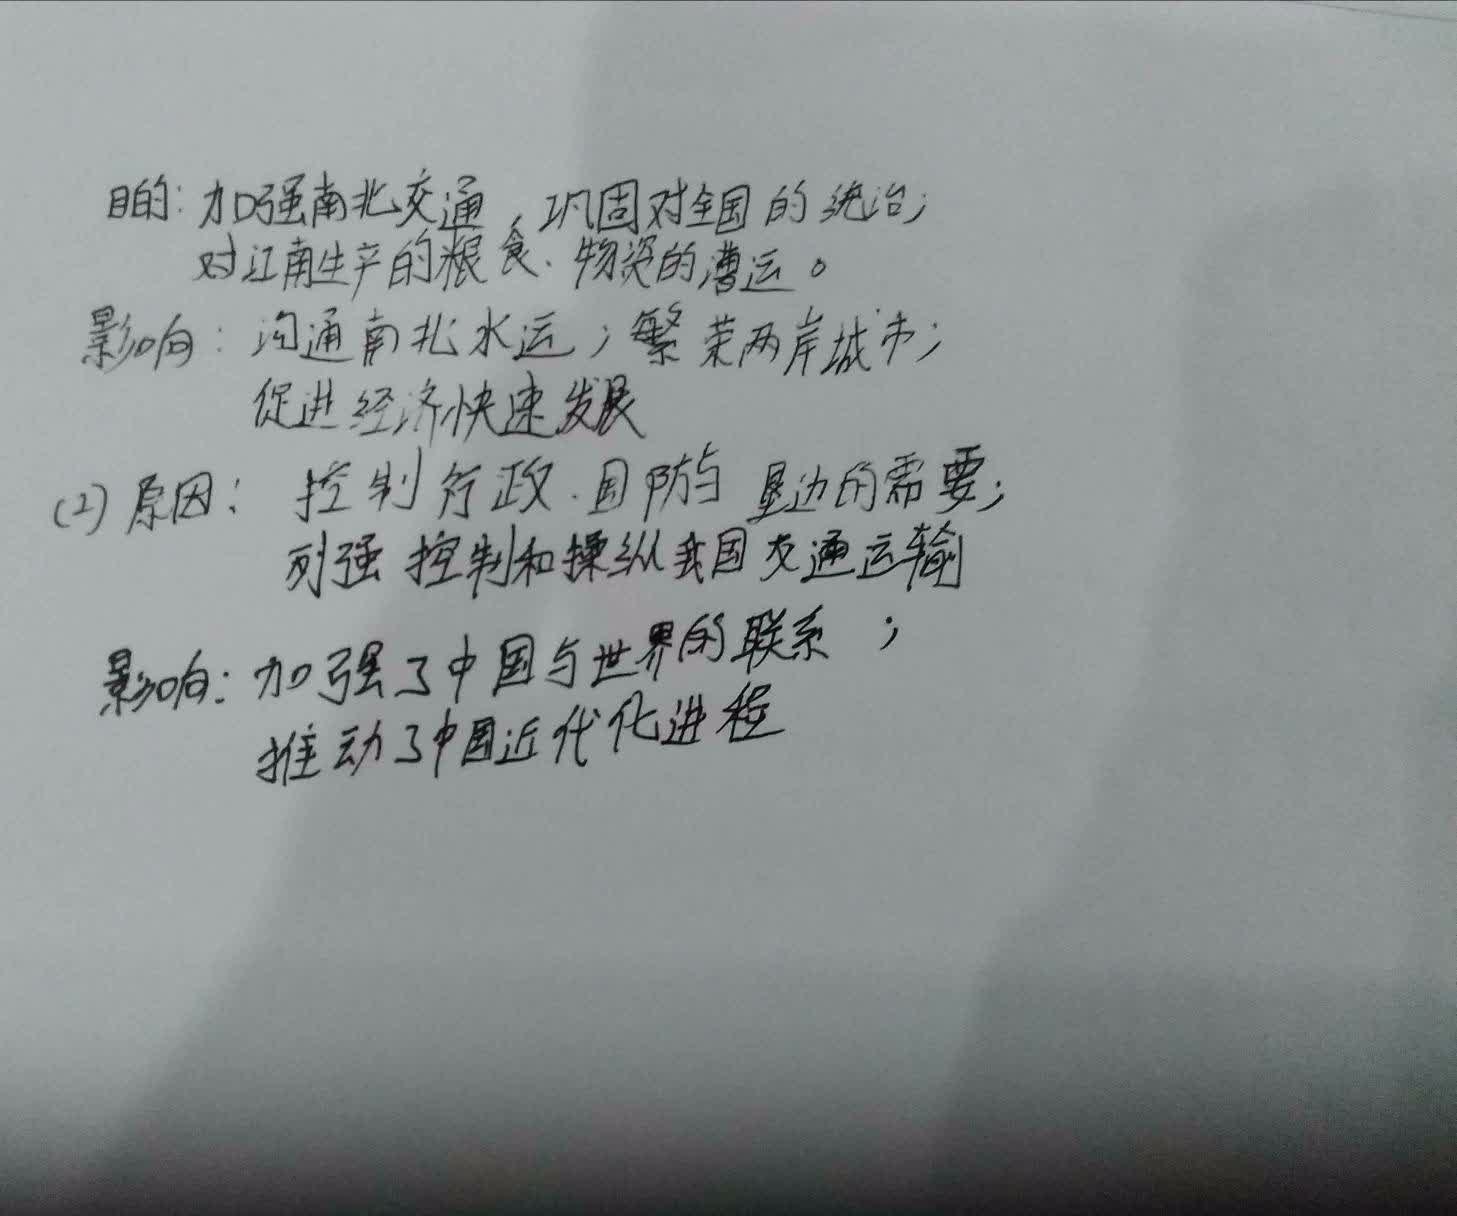 目的:加强南北交通、巩固对全国的统治;
对江南生产的粮食、物资的漕运。
影响:沟通南北水运;繁荣两岸城市;
促进经济快速发展
(2)原因:控制行政、国防与垦边的需要;
列强控制和操纵我国交通运输
影响:加强了中国与世界的联系;
推动了中国近代化进程